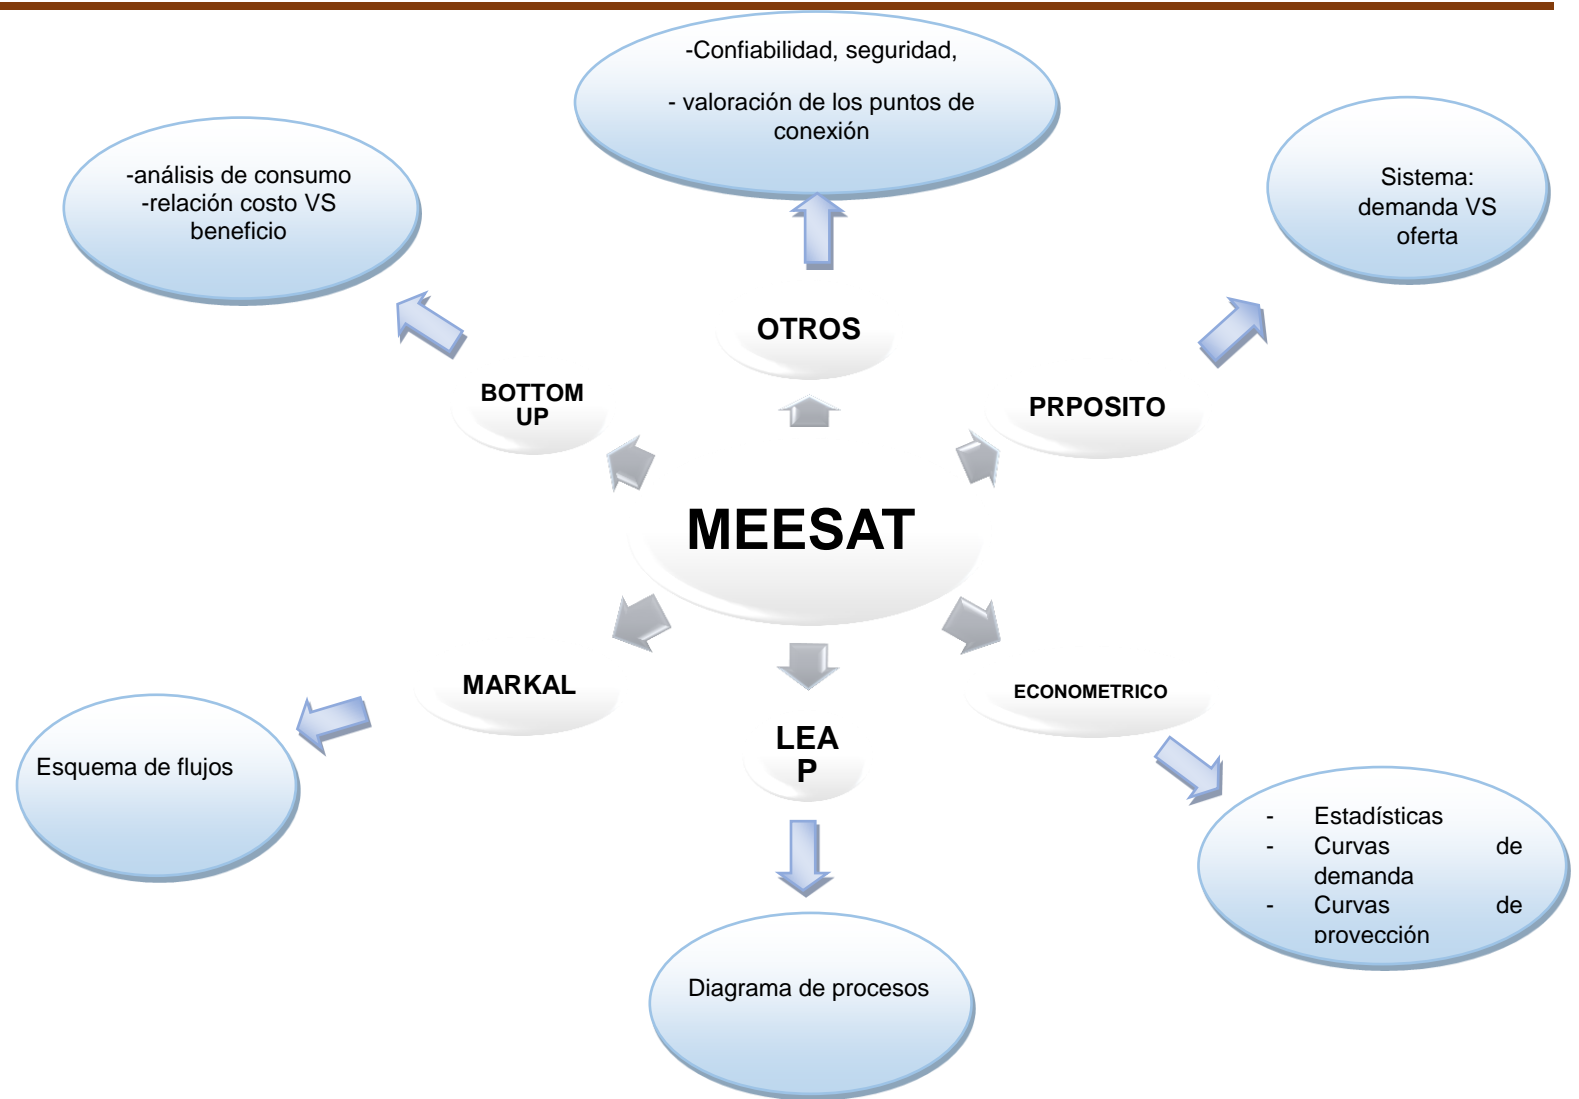 -Confiabilidad, seguridad,
- valoración de los puntos de
conexión
-análisis de consumo
-relación costo VS
beneficio
Sistema:
demanda VS
oferta
OTROS
BOTTOM
UP
PRPOSITO
MEESAT
MARKAL
ECONOMETRICO
LEA
P
Esquema de flujos
- Estadísticas
- Curvas de
demanda
- Curvas de
proyección
Diagrama de procesos